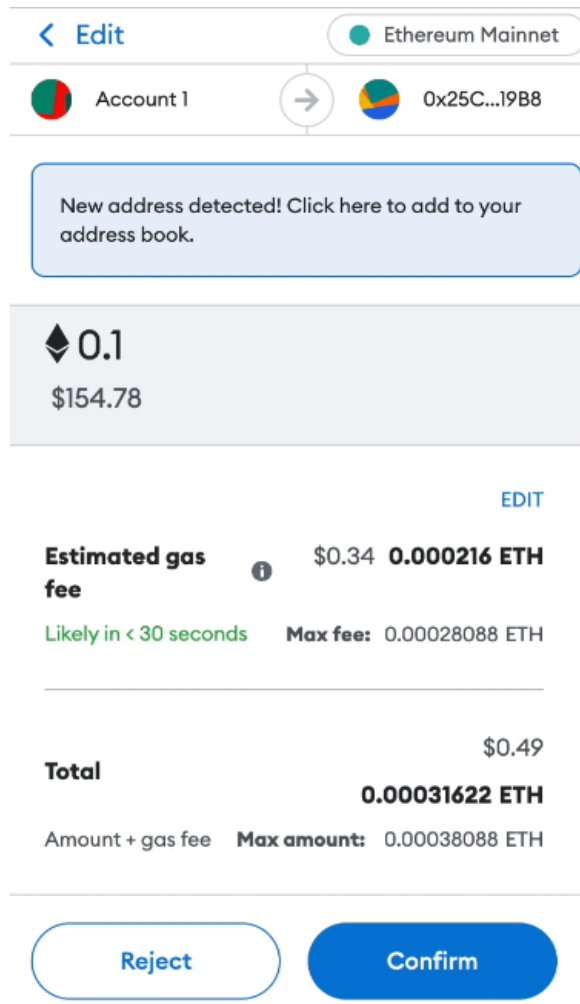 Edit
Ethereum Mainnet
Account 1
0x25C...19B8
New address detected! Click here to add to your
address book.
0.1
$154.78
EDIT
Estimated gas
fee
$0.34 0.000216 ETH
Likely in < 30 seconds
Max fee: 0.00028088 ETH
$0.49
Total
0.00031622 ETH
Amount + gas fee
Max amount: 0.00038088 ETH
Reject
Confirm